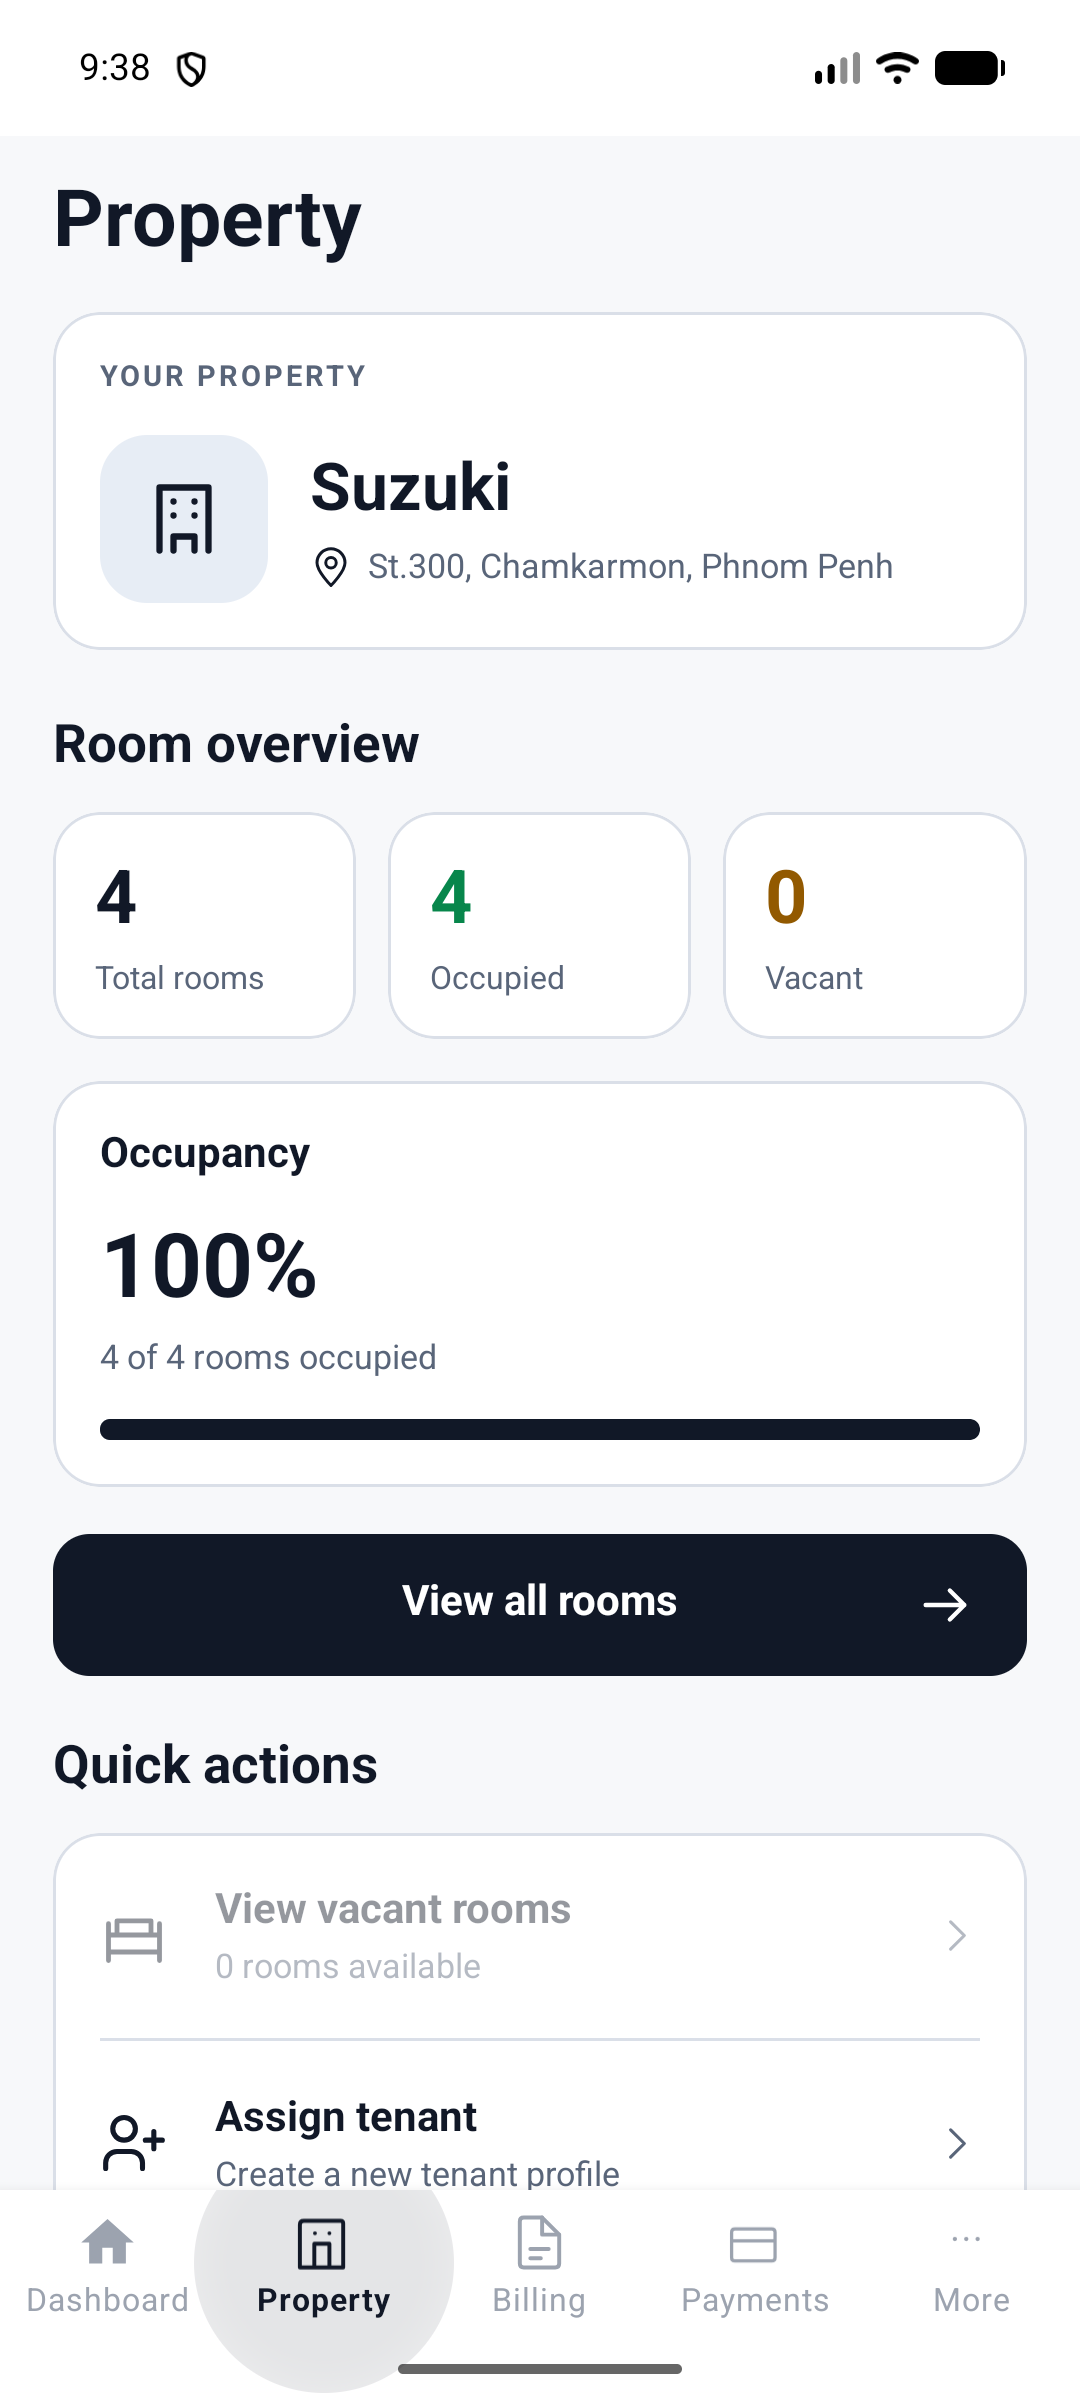 9:38
Property
YOUR PROPERTY
Suzuki
St.300, Chamkarmon, Phnom Penh
Room overview
4
Total rooms
4
Occupied
0
Vacant
Occupancy
100%
4 of 4 rooms occupied
View all rooms
Quick actions
View vacant rooms
0 rooms available
Assign tenant
Create a new tenant profile
Dashboard
Property
Billing
Payments
More